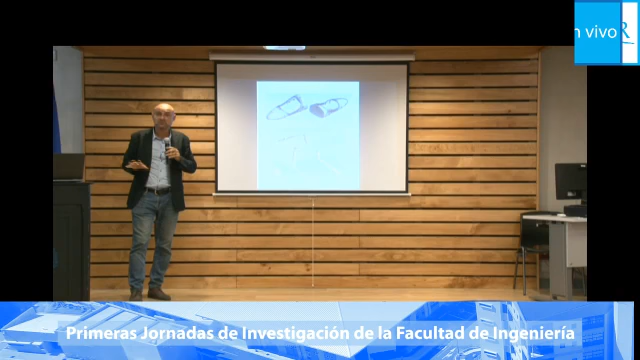 n vivo
R
Primeras Jornadas de Investigación de la Facultad de Ingeniería